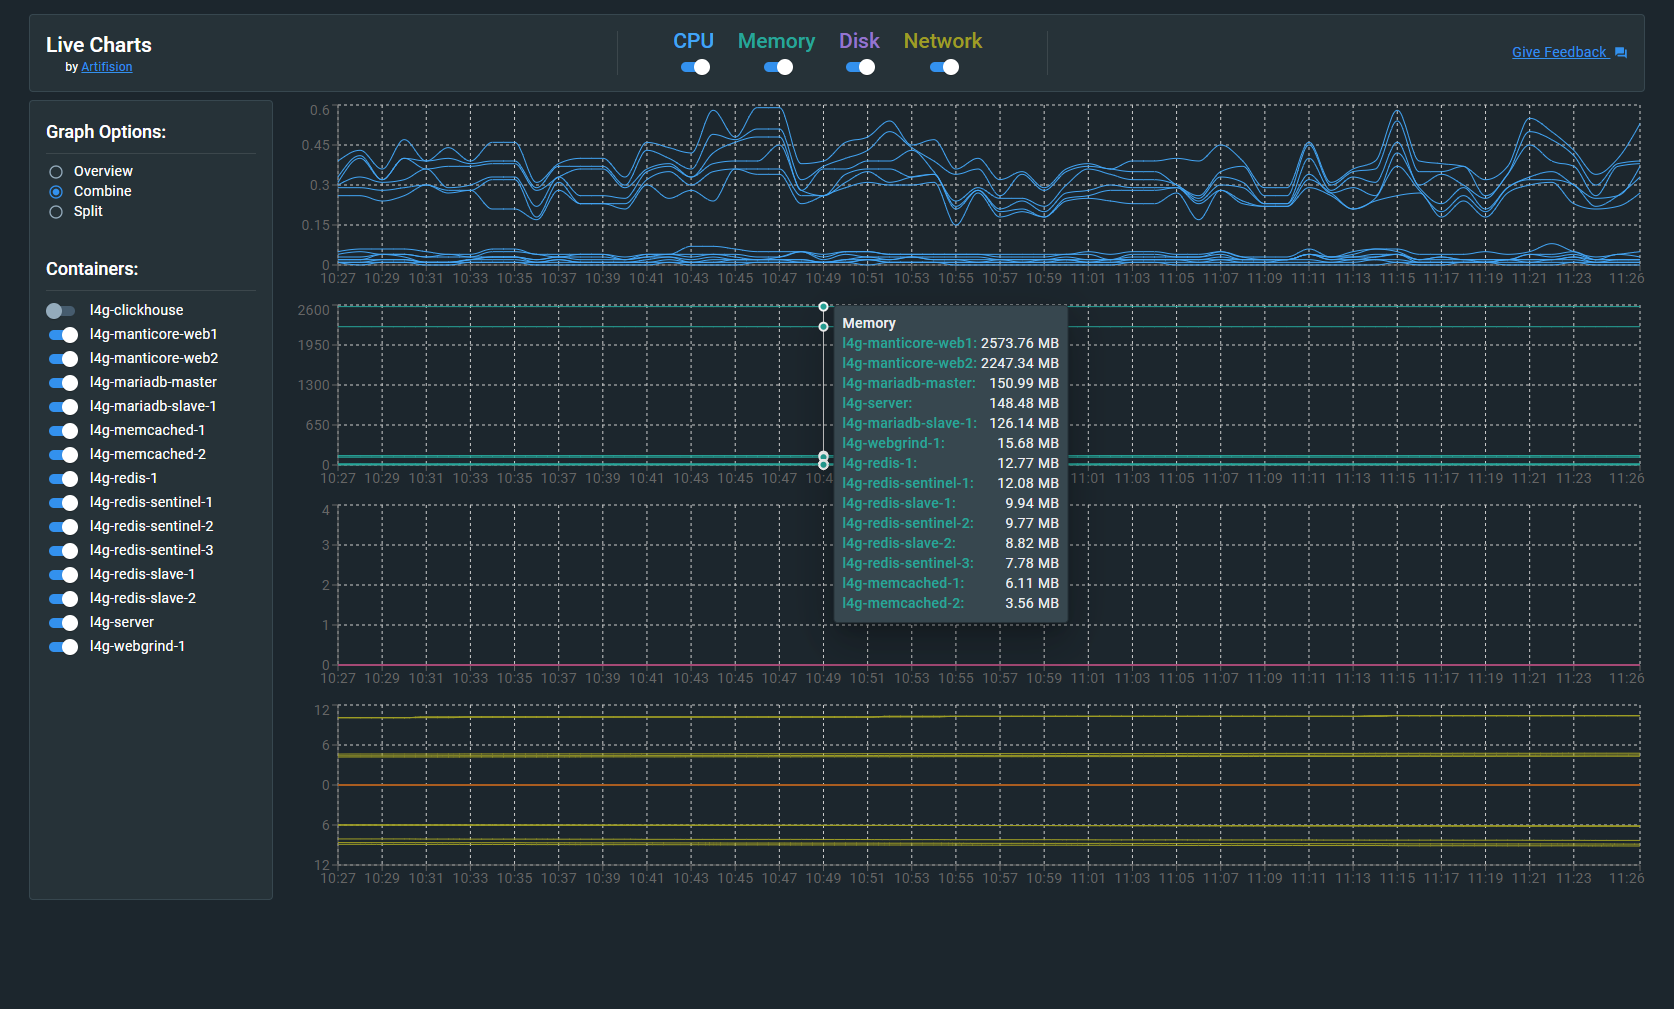 Live Charts
by Artifision
CPU Memory Disk Network
Give Feedback
Graph Options:
Overview
Combine
Split
Containers:
l4g-clickhouse
l4g-manticore-web1
l4g-manticore-web2
l4g-mariadb-master
l4g-mariadb-slave-1
l4g-memcached-1
l4g-memcached-2
l4g-redis-1
l4g-redis-sentinel-1
l4g-redis-sentinel-2
l4g-redis-sentinel-3
l4g-redis-slave-1
l4g-redis-slave-2
l4g-server
l4g-webgrind-1
0.6
0.45
0.3
0.15
0
10:27 10:29 10:31 10:33 10:35 10:37 10:39 10:41 10:43 10:45 10:47 10:49 10:51 10:53 10:55 10:57 10:59 11:01 11:03 11:05 11:07 11:09 11:11 11:13 11:15 11:17 11:19 11:21 11:23 11:26
2600
1950
1300
650
0
10:27 10:29 10:31 10:33 10:35 10:37 10:39 10:41 10:43 10:45 10:47 11:03 11:05 11:07 11:09 11:11 11:13 11:15 11:17 11:19 11:21 11:23 11:26
Memory
l4g-manticore-web1: 2573.76 MB
l4g-manticore-web2: 2247.34 MB
l4g-mariadb-master: 150.99 MB
l4g-server: 148.48 MB
l4g-mariadb-slave-1: 126.14 MB
l4g-webgrind-1: 15.68 MB
l4g-redis-1: 12.77 MB
l4g-redis-sentinel-1: 12.08 MB
l4g-redis-slave-1: 9.94 MB
l4g-redis-sentinel-2: 9.77 MB
l4g-redis-slave-2: 8.82 MB
l4g-redis-sentinel-3: 7.78 MB
l4g-memcached-1: 6.11 MB
l4g-memcached-2: 3.56 MB
4
3
2
1
0
10:27 10:29 10:31 10:33 10:35 10:37 10:39 10:41 10:43 10:45 10:47 10:49 10:51 10:53 10:55 10:57 10:59 11:01 11:03 11:05 11:07 11:09 11:11 11:13 11:15 11:17 11:19 11:21 11:23 11:26
12
6
0
6
12
10:27 10:29 10:31 10:33 10:35 10:37 10:39 10:41 10:43 10:45 10:47 10:49 10:51 10:53 10:55 10:57 10:59 11:01 11:03 11:05 11:07 11:09 11:11 11:13 11:15 11:17 11:19 11:21 11:23 11:26